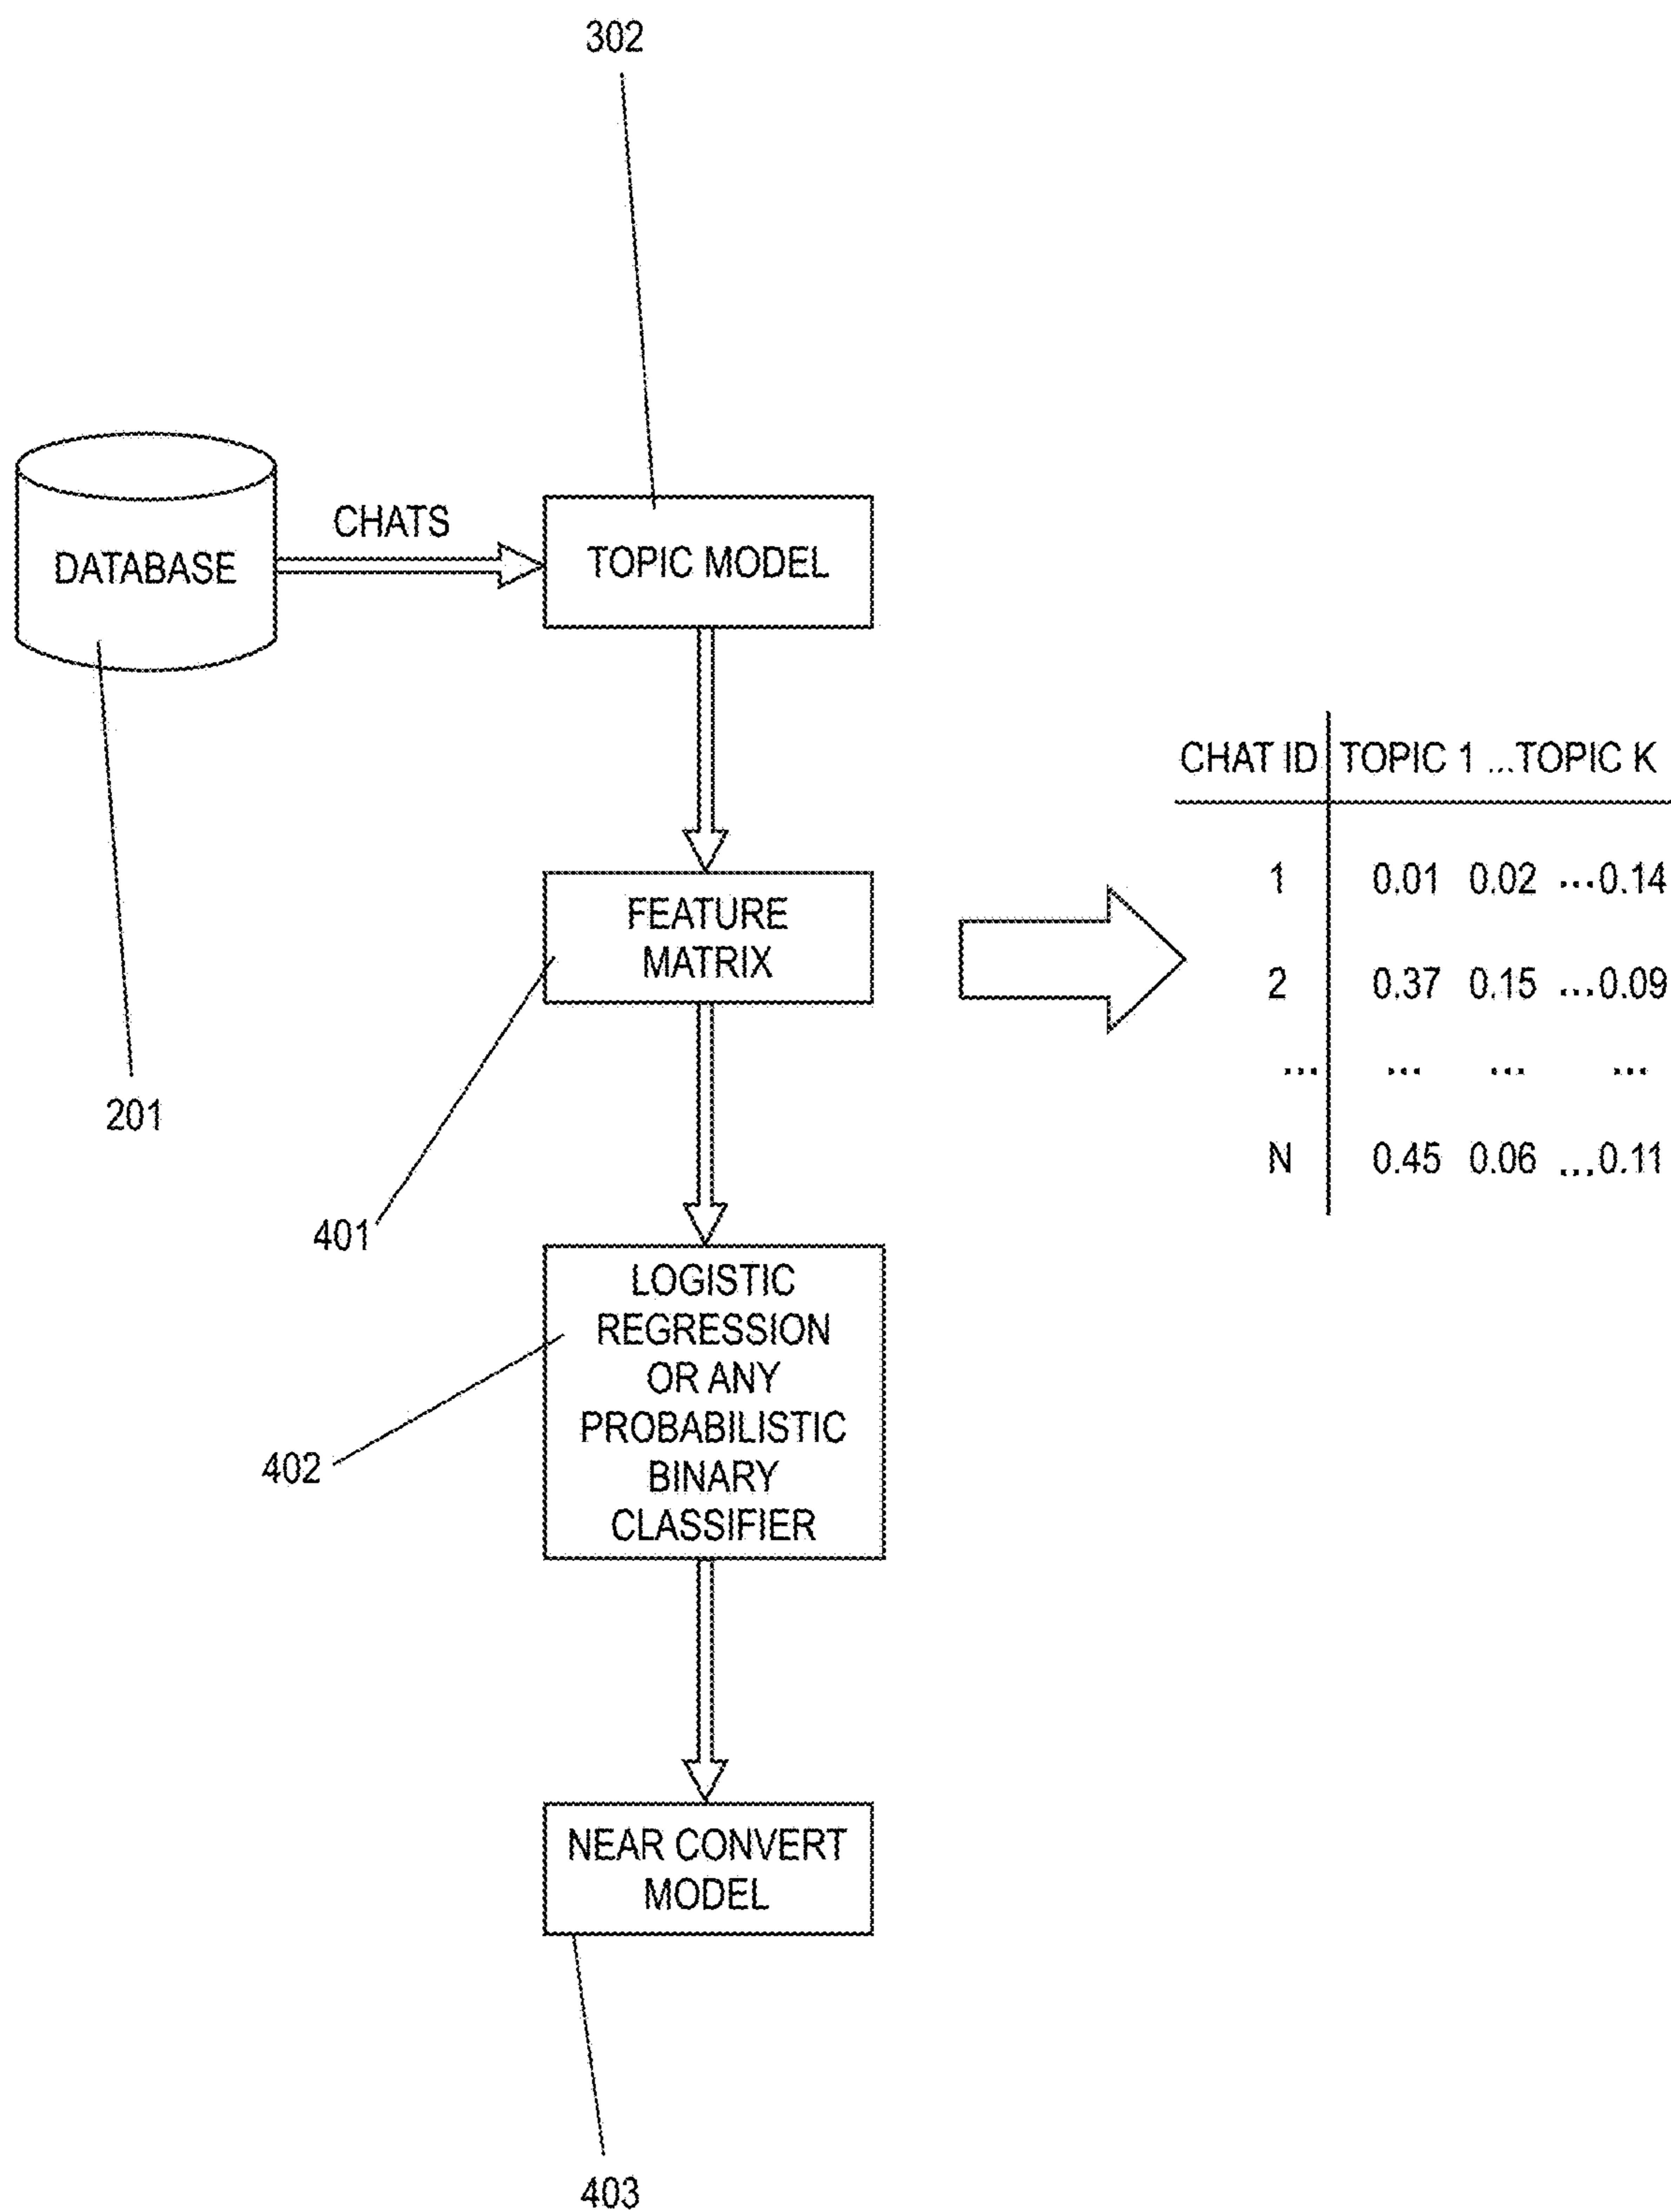 302
DATABASE
CHATS
TOPIC MODEL
201
FEATURE
MATRIX
401
CHAT ID TOPIC 1 ...TOPIC K
1 0.01 0.02 ...0.14
2 0.37 0.15 ...0.09
... ... ... ...
N 0.45 0.06 ...0.11
LOGISTIC
REGRESSION
OR ANY
PROBABILISTIC
BINARY
CLASSIFIER
402
NEAR CONVERT
MODEL
403